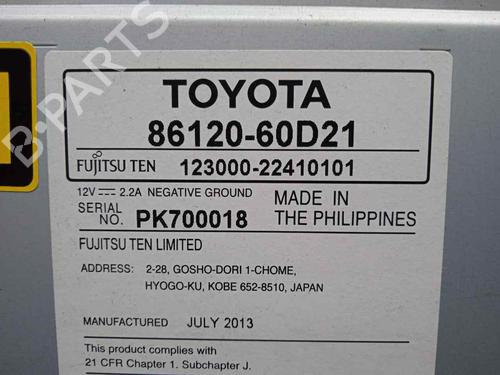 B-PARTS
TOYOTA
86120-60D21
FUJITSU TEN 123000-22410101
12V 2.2A NEGATIVE GROUND
SERIAL NO. PK700018
MADE IN THE PHILIPPINES
FUJITSU TEN LIMITED
ADDRESS: 2-28, GOSHO-DORI 1-CHOME,
HYOGO-KU, KOBE 652-8510, JAPAN
MANUFACTURED JULY 2013
This product complies with
21 CFR Chapter 1. Subchapter J.